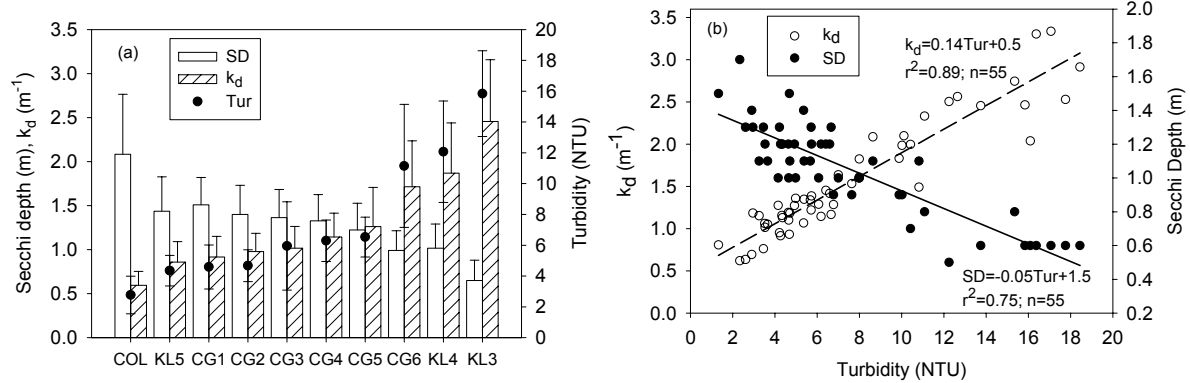 (a)
SD
k_d
Tur
Secchi depth (m), k_d (m^-1)
3.5
3.0
2.5
2.0
1.5
1.0
0.5
0.0
COL KL5 CG1 CG2 CG3 CG4 CG5 CG6 KL4 KL3
20
18
16
14
12
10
8
6
4
2
0
Turbidity (NTU)
(b)
k_d
SD
k_d=0.14Tur+0.5
r^2=0.89; n=55
SD=-0.05Tur+1.5
r^2=0.75; n=55
k_d (m^-1)
3.5
3.0
2.5
2.0
1.5
1.0
0.5
0.0
0 2 4 6 8 10 12 14 16 18 20
Turbidity (NTU)
2.0
1.8
1.6
1.4
1.2
1.0
0.8
0.6
0.4
0.2
Secchi Depth (m)